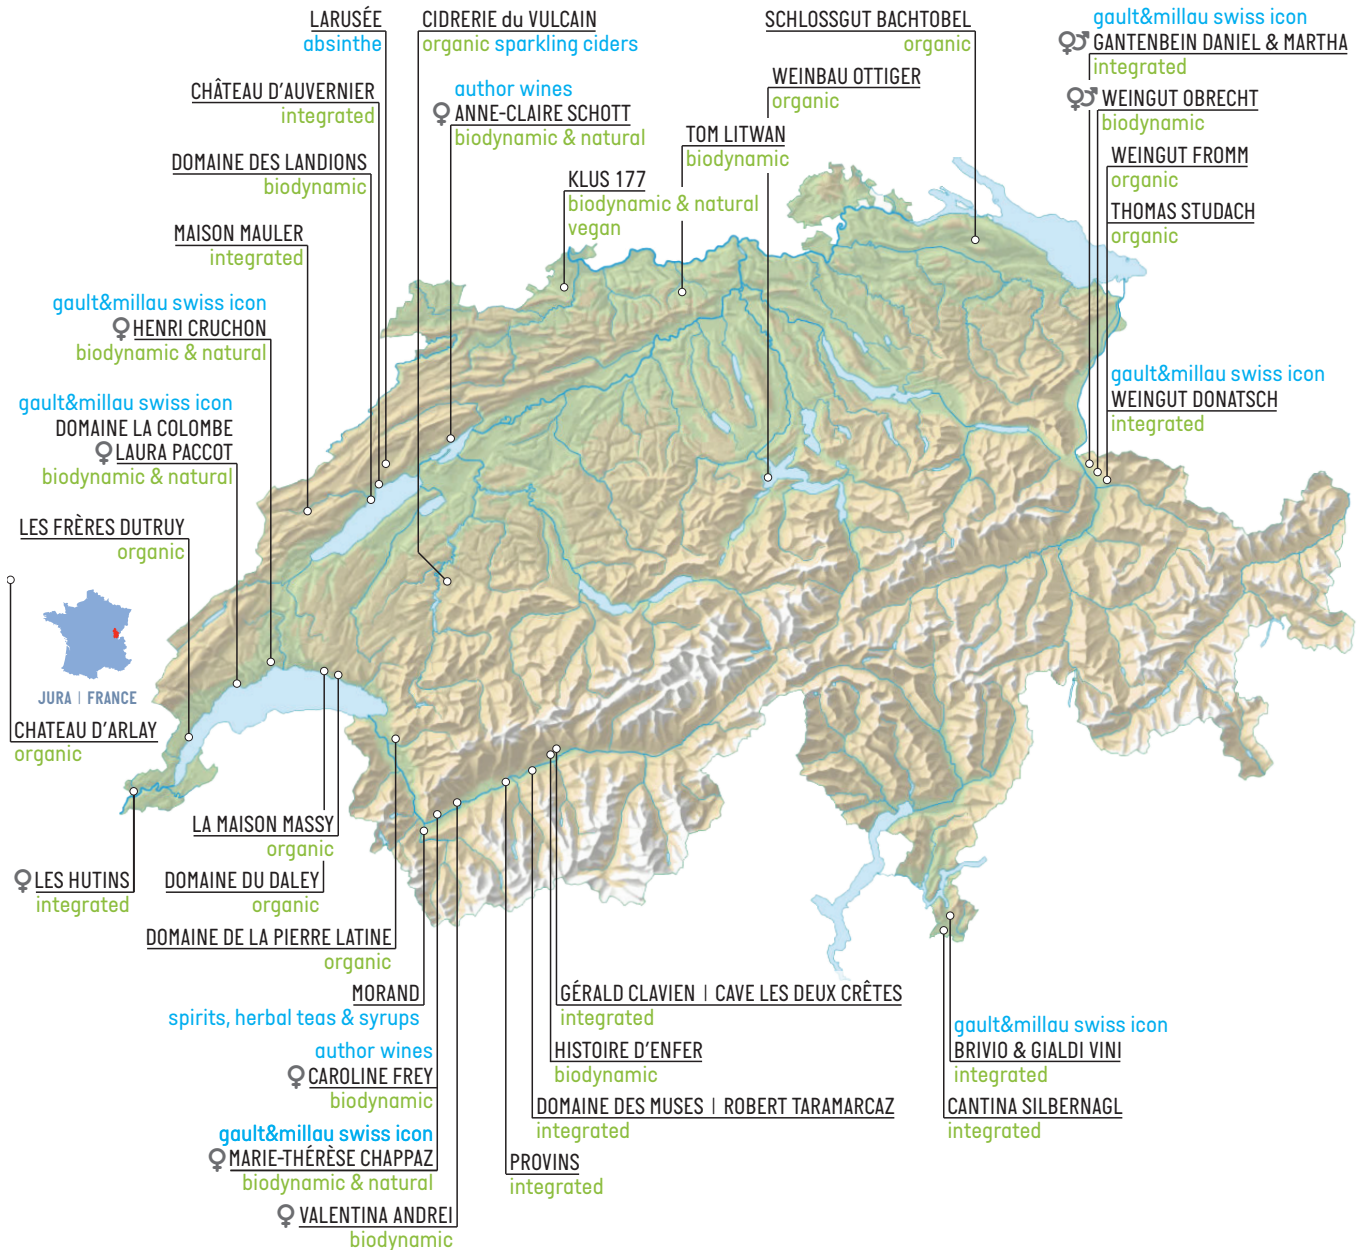 LARUSÉE
absinthe
CIDRERIE du VULCAIN
organic sparkling ciders
SCHLOSSGUT BACHTOBEL
organic
gault&millau swiss icon
GANTENBEIN DANIEL & MARTHA
integrated
CHÂTEAU D'AUVERNIER
integrated
author wines
ANNE-CLAIRE SCHOTT
biodynamic & natural
WEINBAU OTTIGER
organic
WEINGUT OBRECHT
biodynamic
TOM LITWAN
biodynamic
DOMAINE DES LANDIONS
biodynamic
KLUS 177
biodynamic & natural
vegan
WEINGUT FROMM
organic
THOMAS STUDACH
organic
MAISON MAULER
integrated
gault&millau swiss icon
HENRI CRUCHON
biodynamic & natural
gault&millau swiss icon
WEINGUT DONATSCH
integrated
gault&millau swiss icon
DOMAINE LA COLOMBE
LAURA PACCOT
biodynamic & natural
LES FRÈRES DUTRUY
organic
JURA | FRANCE
CHATEAU D'ARLAY
organic
LA MAISON MASSY
organic
LES HUTINS
integrated
DOMAINE DU DALEY
organic
DOMAINE DE LA PIERRE LATINE
organic
MORAND
spirits, herbal teas & syrups
GÉRALD CLAVIEN | CAVE LES DEUX CRÊTES
integrated
gault&millau swiss icon
BRIVIO & GIALDI VINI
integrated
author wines
CAROLINE FREY
biodynamic
HISTOIRE D'ENFER
biodynamic
DOMAINE DES MUSES | ROBERT TARAMARCAZ
integrated
CANTINA SILBERNAGL
integrated
gault&millau swiss icon
MARIE-THÉRÈSE CHAPPAZ
biodynamic & natural
PROVINS
integrated
VALENTINA ANDREI
biodynamic